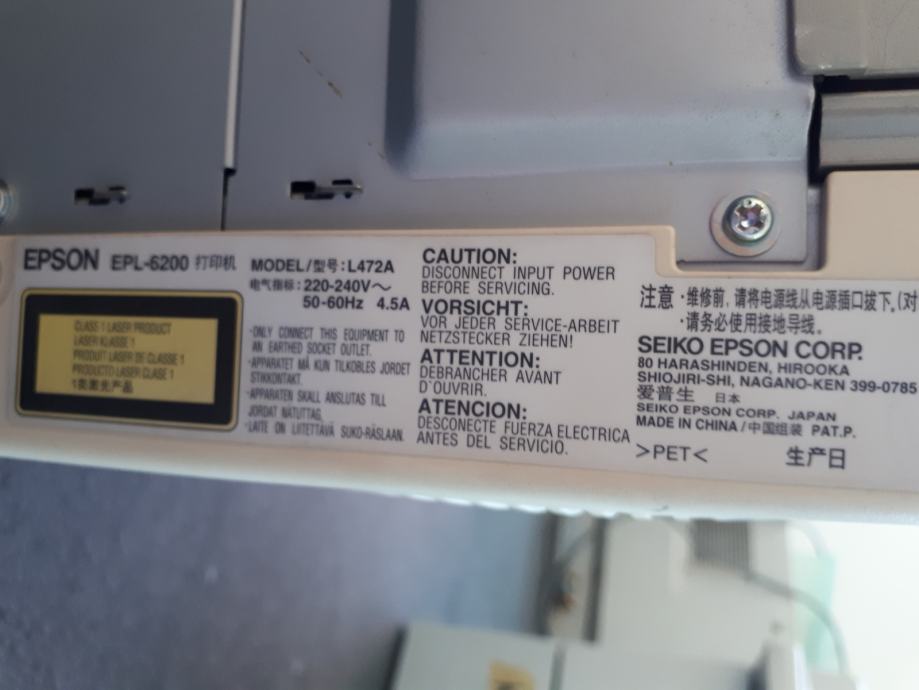 EPSON EPL-6200 打印机
CLASS 1 LASER PRODUCT
LASER KLASSE 1
PRODUIT LASER DE CLASSE 1
PRODUCTO LASER CLASE 1
1类激光产品
MODEL/型号: L472A
电气指标: 220-240V～
50-60Hz 4.5A
·ONLY CONNECT THIS EQUIPMENT TO
AN EARTHED SOCKET OUTLET.
·APPARATET MÅ KUN TILKOBLES JORDET
STIKKONTAKT.
·APPARATEN SKALL ANSLUTAS TILL
JORDAT NÄTUTTAG.
·LAITE ON LIITETTÄVÄ SUKO-RASIAAN.
CAUTION:
DISCONNECT INPUT POWER
BEFORE SERVICING.
VORSICHT:
VOR JEDER SERVICE-ARBEIT
NETZSTECKER ZIEHEN!
ATTENTION:
DEBRANCHER AVANT
D`OUVRIR.
ATENCION:
DESCONECTE FUERZA ELECTRICA
ANTES DEL SERVICIO.
注意 ·维修前,请将电源线从电源插口拔下.(对
·请务必使用接地导线。
SEIKO EPSON CORP.
80 HARASHINDEN, HIROOKA
SHIOJIRI-SHI, NAGANO-KEN 399-0785
爱普生 日本
SEIKO EPSON CORP. JAPAN
MADE IN CHINA/中国组装 PAT.P.
>PET< 生产日